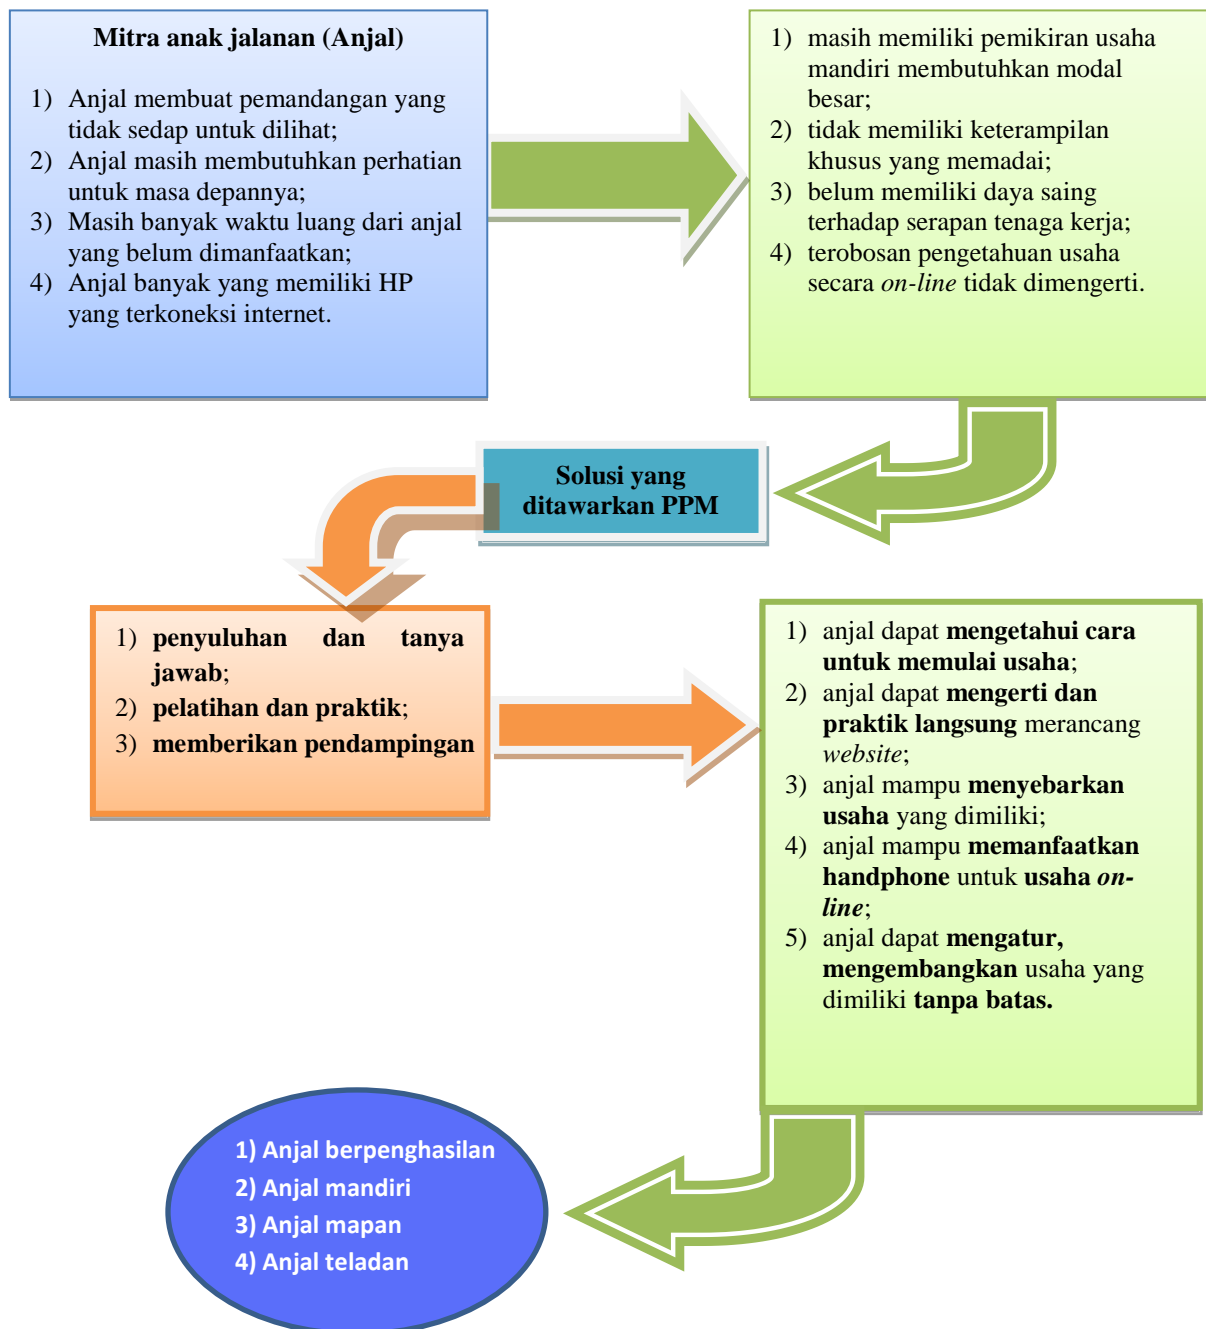 Mitra anak jalanan (Anjal)
1) Anjal membuat pemandangan yang
tidak sedap untuk dilihat;
2) Anjal masih membutuhkan perhatian
untuk masa depannya;
3) Masih banyak waktu luang dari anjal
yang belum dimanfaatkan;
4) Anjal banyak yang memiliki HP
yang terkoneksi internet.
1) masih memiliki pemikiran usaha
mandiri membutuhkan modal
besar;
2) tidak memiliki keterampilan
khusus yang memadai;
3) belum memiliki daya saing
terhadap serapan tenaga kerja;
4) terobosan pengetahuan usaha
secara on-line tidak dimengerti.
Solusi yang
ditawarkan PPM
1) penyuluhan dan tanya
jawab;
2) pelatihan dan praktik;
3) memberikan pendampingan
1) anjal dapat mengetahui cara
untuk memulai usaha;
2) anjal dapat mengerti dan
praktik langsung merancang
website;
3) anjal mampu menyebarkan
usaha yang dimiliki;
4) anjal mampu memanfaatkan
handphone untuk usaha on-
line;
5) anjal dapat mengatur,
mengembangkan usaha yang
dimiliki tanpa batas.
1) Anjal berpenghasilan
2) Anjal mandiri
3) Anjal mapan
4) Anjal teladan